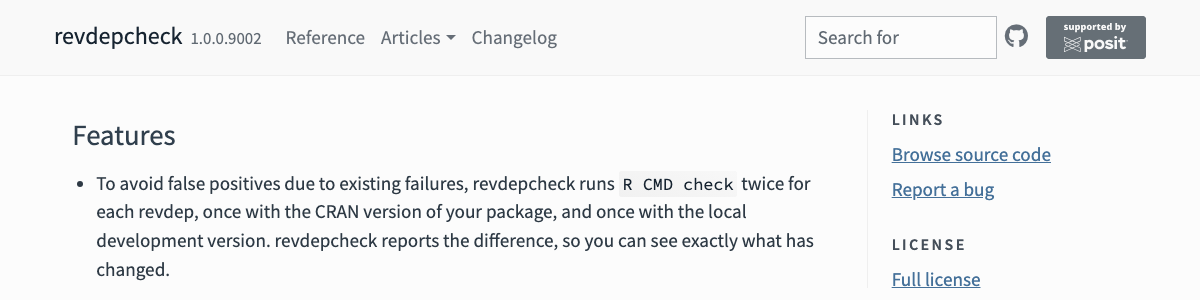 revdepcheck 1.0.0.9002 Reference Articles Changelog Search for supported by posit
Features
• To avoid false positives due to existing failures, revdepcheck runs R CMD check twice for
each revdep, once with the CRAN version of your package, and once with the local
development version. revdepcheck reports the difference, so you can see exactly what has
changed.
LINKS
Browse source code
Report a bug
LICENSE
Full license